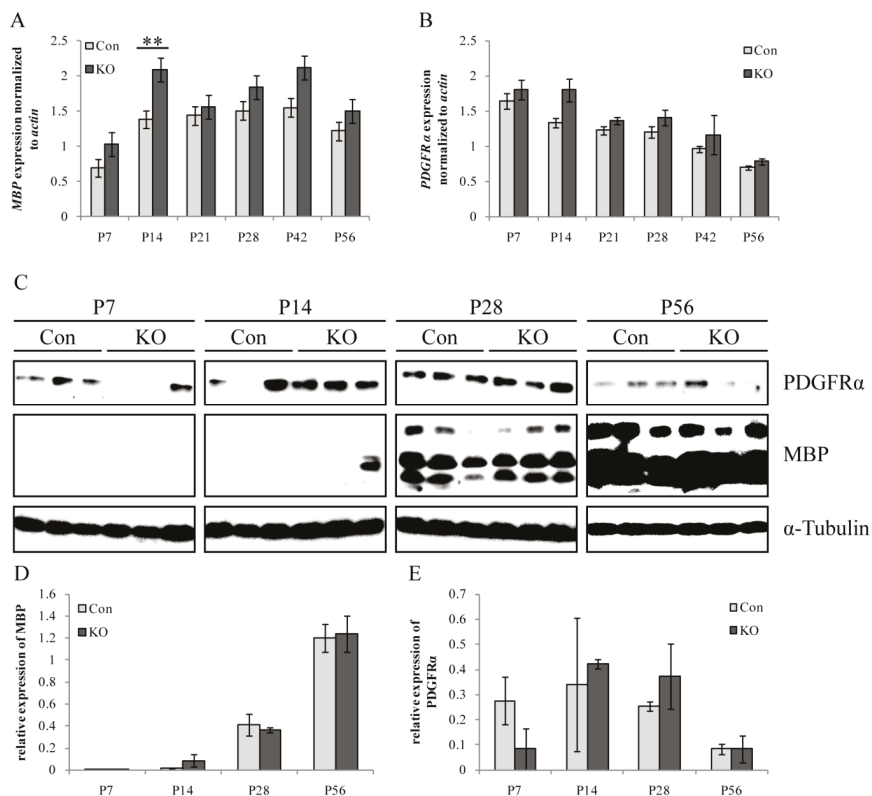 A
MBP expression normalized
to actin
2.5
2
1.5
1
0.5
0
Con
KO
**
P7 P14 P21 P28 P42 P56
B
PDGFR α expression
normalized to actin
2.5
2
1.5
1
0.5
0
Con
KO
P7 P14 P21 P28 P42 P56
C
P7 P14 P28 P56
Con KO Con KO Con KO Con KO
PDGFRα
MBP
α-Tubulin
D
relative expression of MBP
1.6
1.4
1.2
1
0.8
0.6
0.4
0.2
0
Con
KO
P7 P14 P28 P56
E
relative expression of
PDGFRα
0.7
0.6
0.5
0.4
0.3
0.2
0.1
0
Con
KO
P7 P14 P28 P56